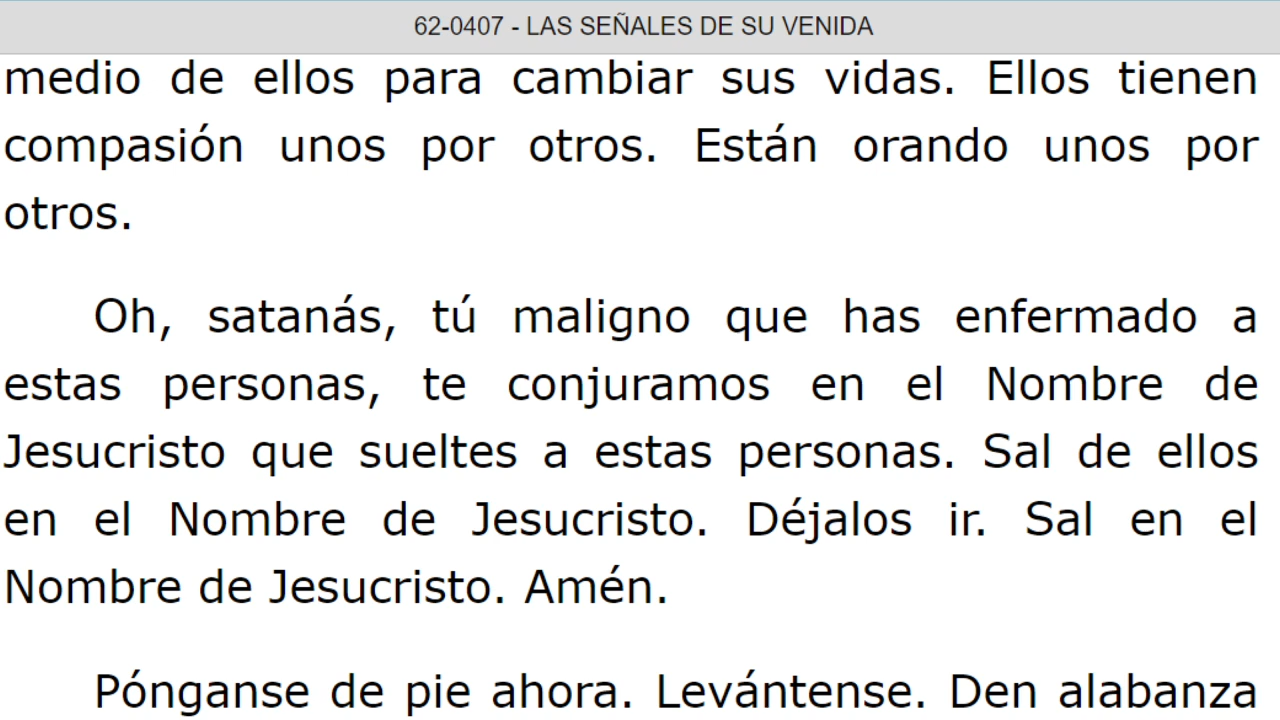 62-0407 - LAS SEÑALES DE SU VENIDA
medio de ellos para cambiar sus vidas. Ellos tienen
compasión unos por otros. Están orando unos por
otros.
Oh, satanás, tú maligno que has enfermado a
estas personas, te conjuramos en el Nombre de
Jesucristo que sueltes a estas personas. Sal de ellos
en el Nombre de Jesucristo. Déjalos ir. Sal en el
Nombre de Jesucristo. Amén.
Pónganse de pie ahora. Levántense. Den alabanza